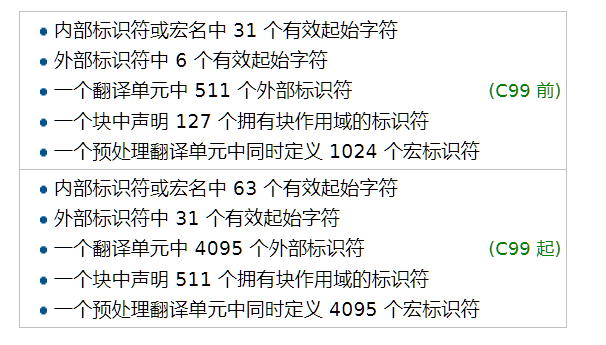 内部标识符或宏名中 31 个有效起始字符
外部标识符中 6 个有效起始字符
一个翻译单元中 511 个外部标识符 (C99 前)
一个块中声明 127 个拥有块作用域的标识符
一个预处理翻译单元中同时定义 1024 个宏标识符
内部标识符或宏名中 63 个有效起始字符
外部标识符中 31 个有效起始字符
一个翻译单元中 4095 个外部标识符 (C99 起)
一个块中声明 511 个拥有块作用域的标识符
一个预处理翻译单元中同时定义 4095 个宏标识符